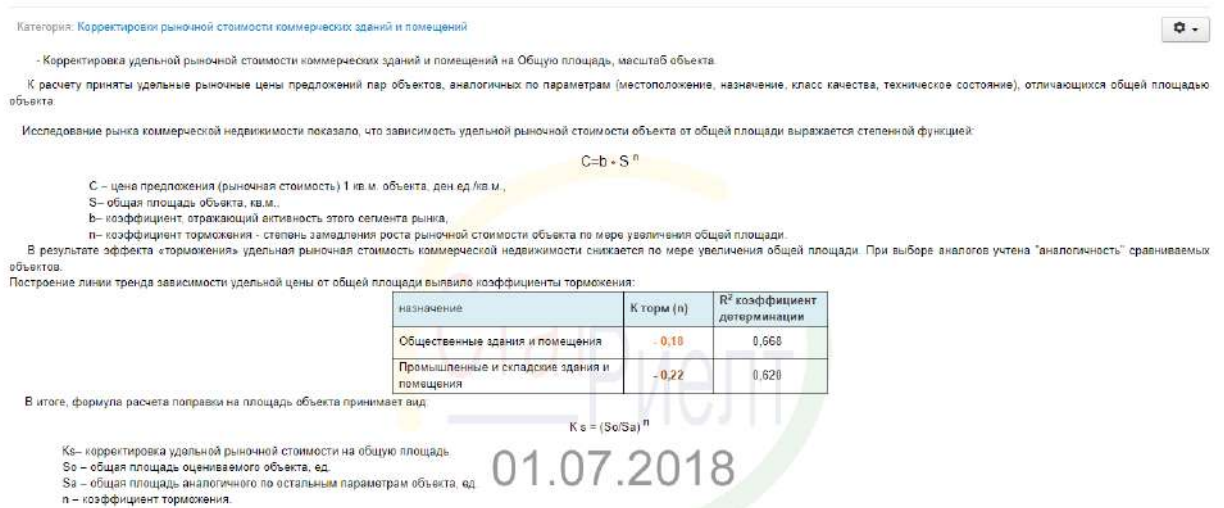 Категория: Корректировки рыночной стоимости коммерческих зданий и помещений
- Корректировка удельной рыночной стоимости коммерческих зданий и помещений на Общую площадь, масштаб объекта.
К расчету приняты удельные рыночные цены предложений пар объектов, аналогичных по параметрам (местоположение, назначение, класс качества, техническое состояние), отличающихся общей площадью
объекта.
Исследование рынка коммерческой недвижимости показало, что зависимость удельной рыночной стоимости объекта от общей площади выражается степенной функцией:
C=b * S n
С – цена предложения (рыночная стоимость) 1 кв.м. объекта, ден.ед./кв.м.,
S– общая площадь объекта, кв.м.,
b– коэффициент, отражающий активность этого сегмента рынка,
n– коэффициент торможения - степень замедления роста рыночной стоимости объекта по мере увеличения общей площади.
В результате эффекта «торможения» удельная рыночная стоимость коммерческой недвижимости снижается по мере увеличения общей площади. При выборе аналогов учтена "аналогичность" сравниваемых
объектов.
Построение линии тренда зависимости удельной цены от общей площади выявило коэффициенты торможения:
назначение К торм (n) R² коэффициент
детерминации
Общественные здания и помещения - 0,18 0,668
Промышленные и складские здания и
помещения - 0,22 0,620
В итоге, формула расчета поправки на площадь объекта принимает вид:
K s = (So/Sa) n
Ks– корректировка удельной рыночной стоимости на общую площадь
So – общая площадь оцениваемого объекта, ед.
Sa – общая площадь аналогичного по остальным параметрам объекта, ед.
n – коэффициент торможения.
СтатРиелт
01.07.2018